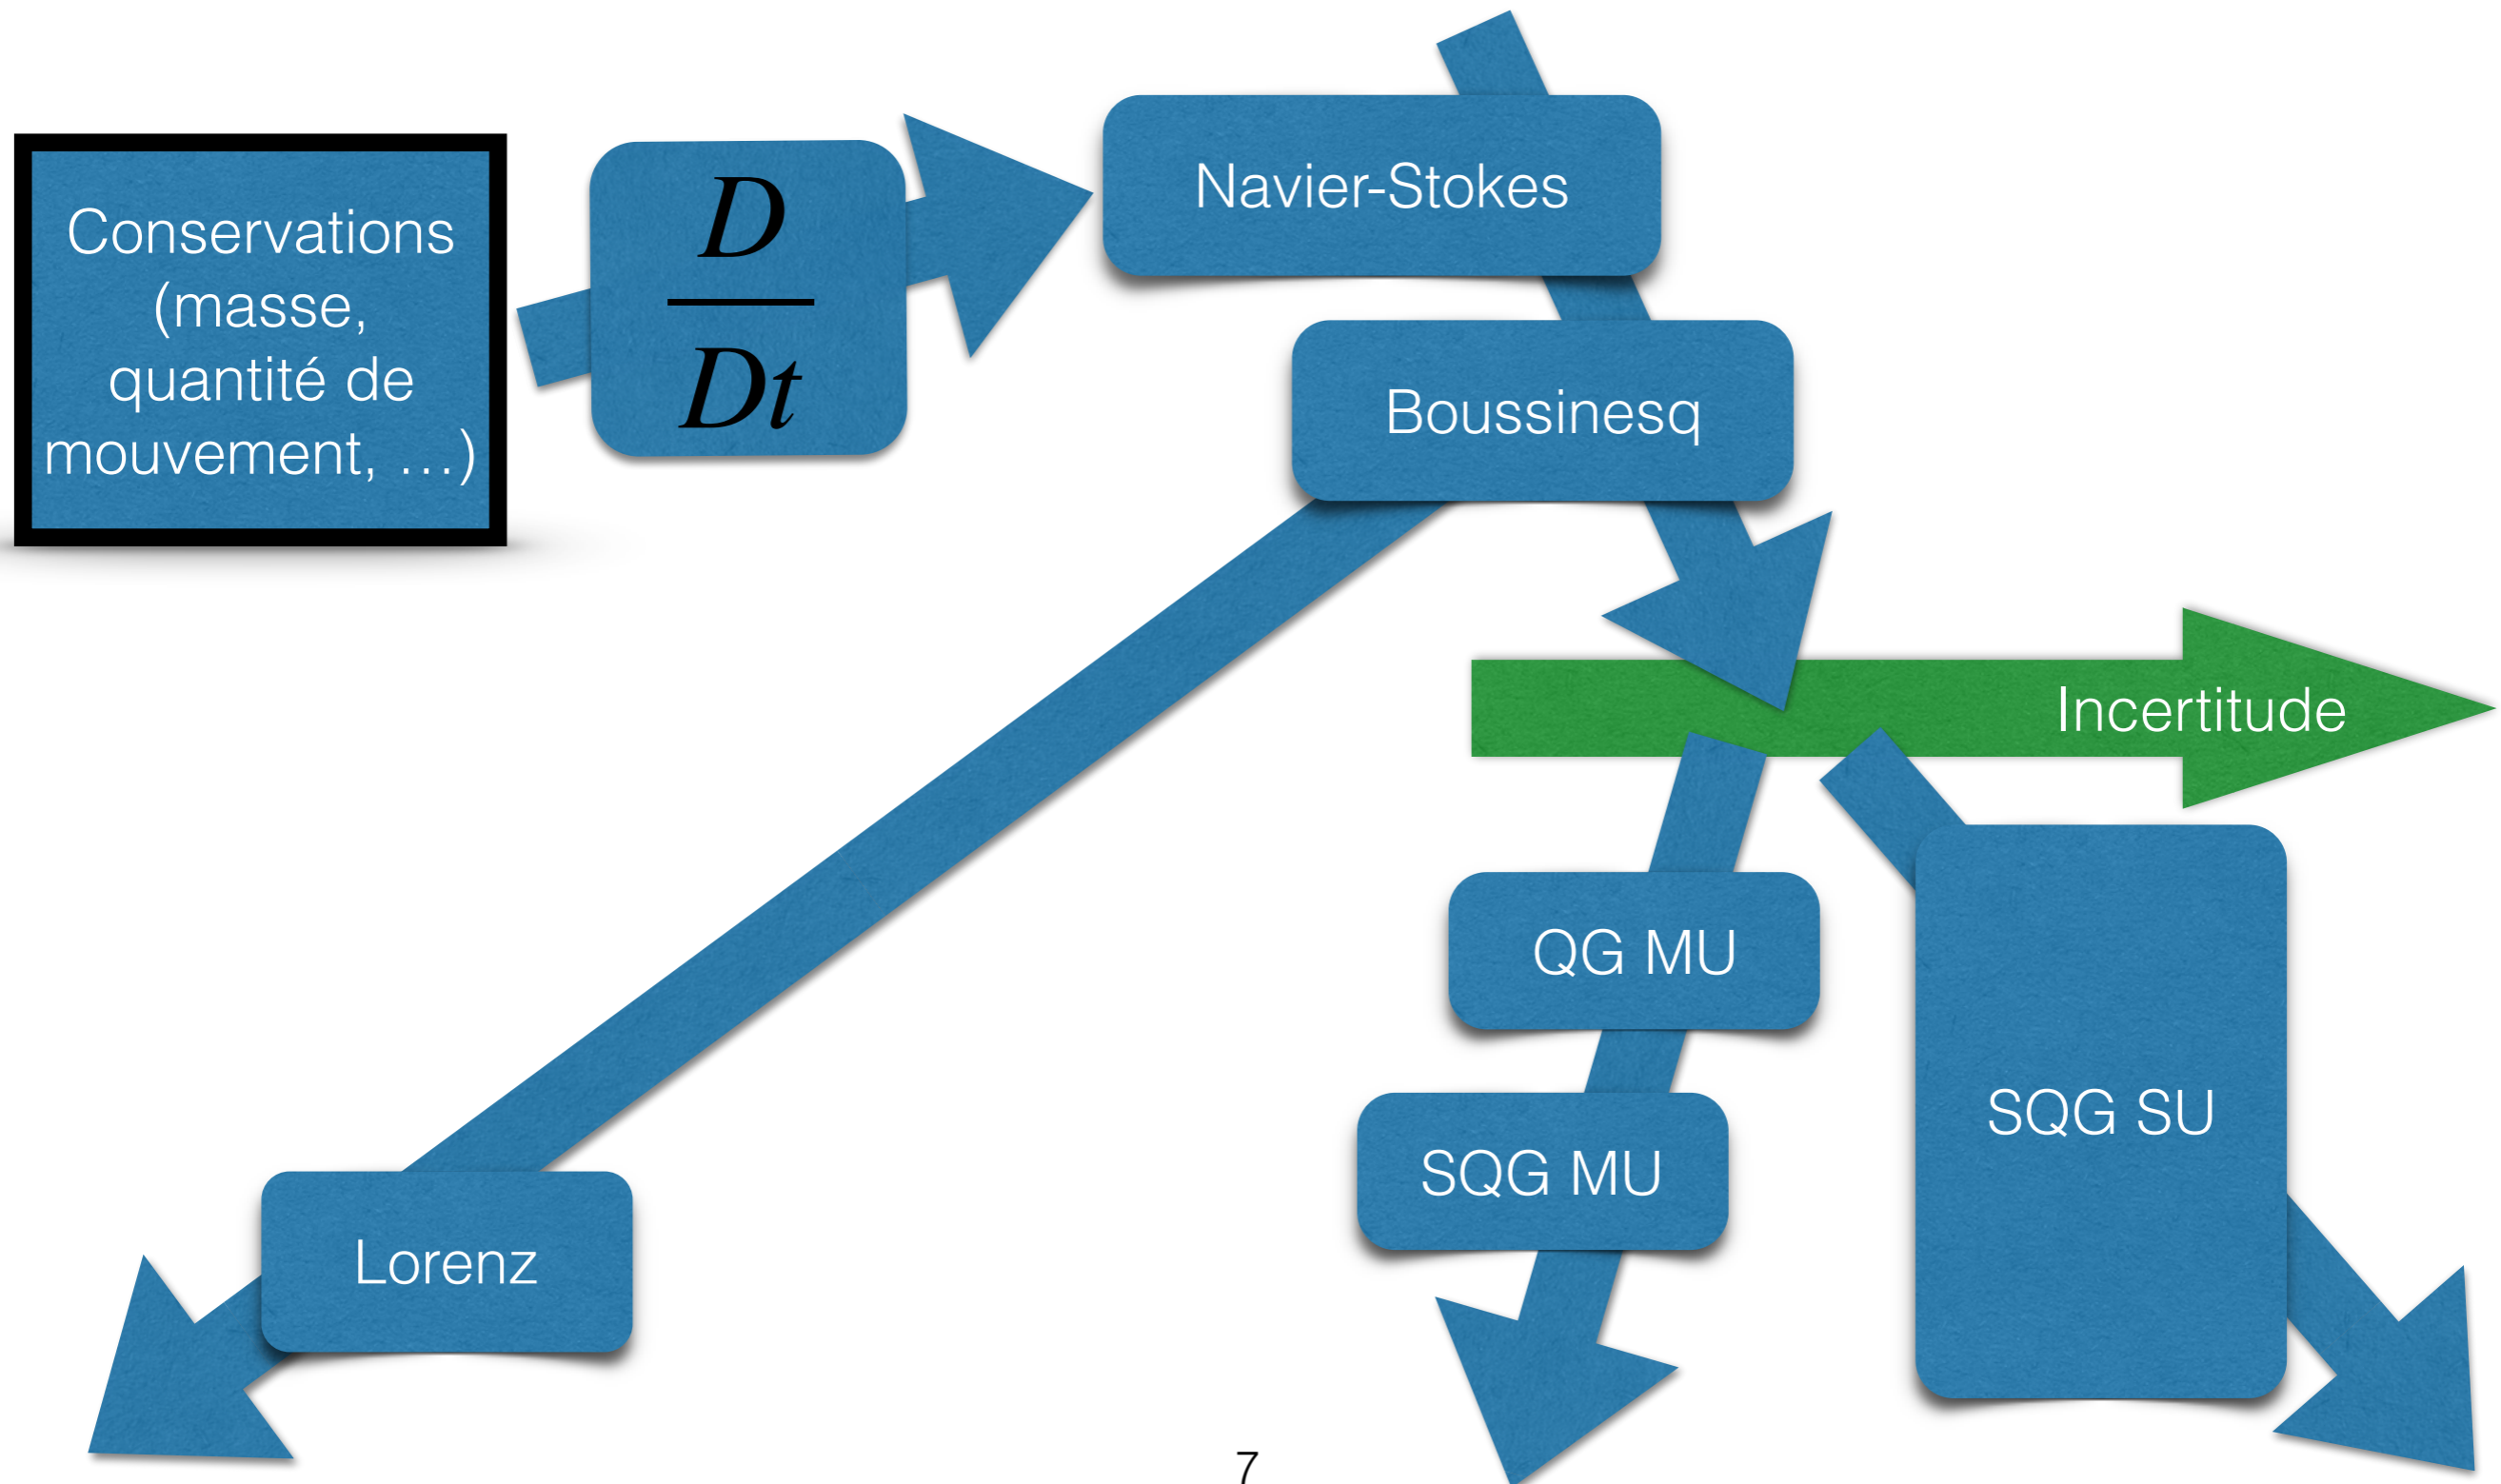 Conservations
(masse,
quantité de
mouvement, …)
D
Dt
Navier-Stokes
Boussinesq
Incertitude
QG MU
SQG MU
SQG SU
Lorenz
7